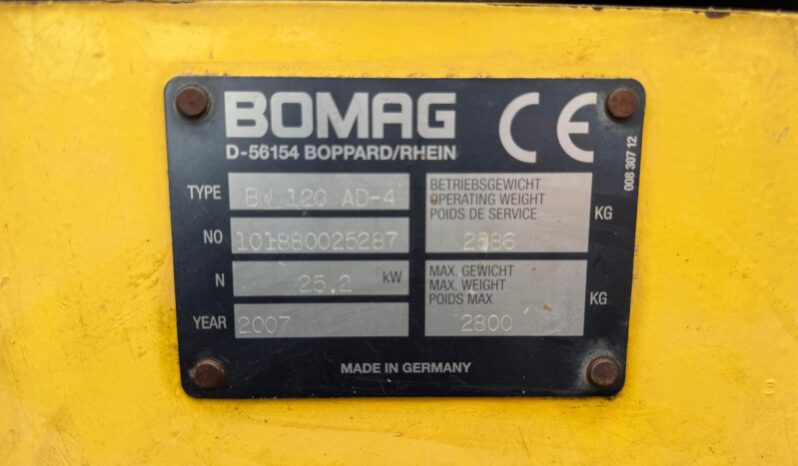 BOMAG CE
D-56154 BOPPARD/RHEIN
008 307 12
TYPE BW 120 AD-4
NO 101880025287
N 25,2 kW
YEAR 2007
BETRIEBSGEWICHT
OPERATING WEIGHT
POIDS DE SERVICE
KG
MAX. GEWICHT
MAX. WEIGHT
POIDS MAX
KG
2800
MADE IN GERMANY